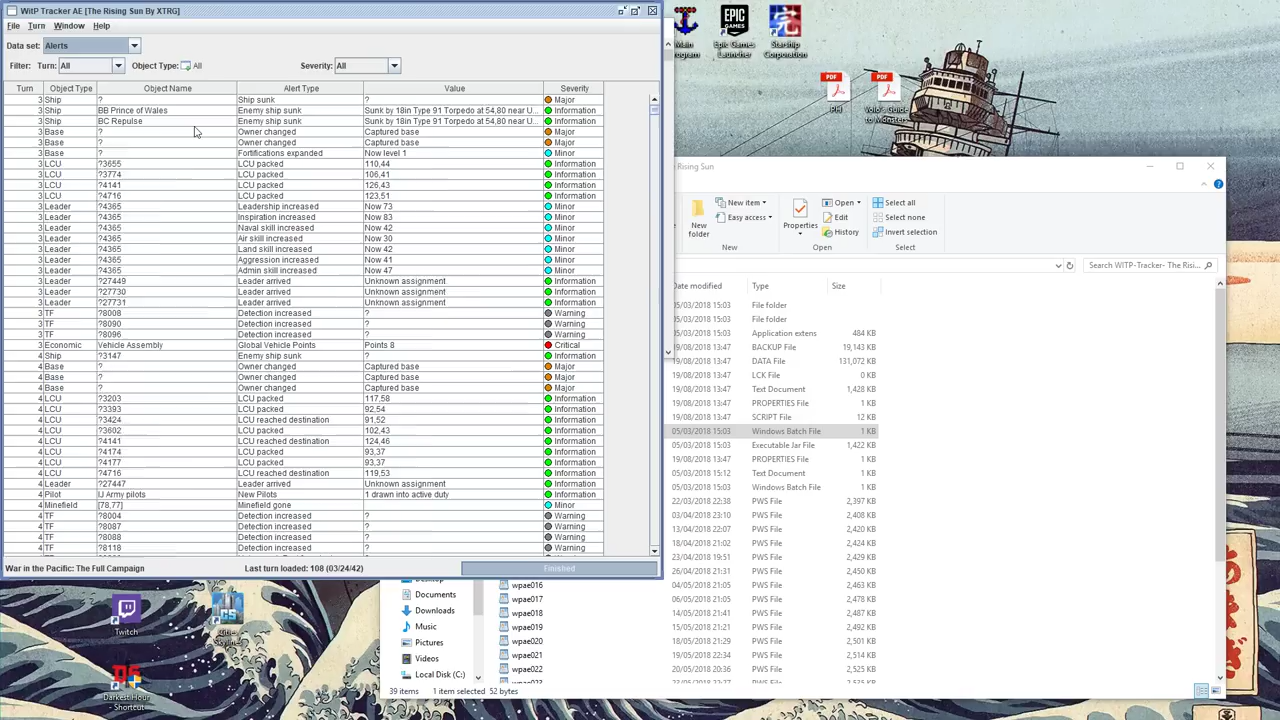 WitP Tracker AE [The Rising Sun By XTRG]
File Turn Window Help
Data set: Alerts
Filter: Turn: All Object Type: All Severity: All
Turn Object Type Object Name Alert Type Value Severity
3 Ship ? Ship sunk ? Major
3 Ship BB Prince of Wales Enemy ship sunk Sunk by 18in Type 91 Torpedo at 54,80 near U... Information
3 Ship BC Repulse Enemy ship sunk Sunk by 18in Type 91 Torpedo at 54,80 near U... Information
3 Base ? Owner changed Captured base Major
3 Base ? Owner changed Captured base Major
3 Base ? Fortifications expanded Now level 1 Minor
3 LCU ?3655 LCU packed 110,44 Information
3 LCU ?3774 LCU packed 106,41 Information
3 LCU ?4141 LCU packed 126,43 Information
3 LCU ?4716 LCU packed 123,51 Information
3 Leader ?4365 Leadership increased Now 73 Minor
3 Leader ?4365 Inspiration increased Now 83 Minor
3 Leader ?4365 Naval skill increased Now 42 Minor
3 Leader ?4365 Air skill increased Now 30 Minor
3 Leader ?4365 Land skill increased Now 42 Minor
3 Leader ?4365 Aggression increased Now 41 Minor
3 Leader ?4365 Admin skill increased Now 47 Minor
3 Leader ?27449 Leader arrived Unknown assignment Information
3 Leader ?27730 Leader arrived Unknown assignment Information
3 Leader ?27731 Leader arrived Unknown assignment Information
3 TF ?8008 Detection increased ? Warning
3 TF ?8090 Detection increased ? Warning
3 TF ?8096 Detection increased ? Warning
3 Economic Vehicle Assembly Global Vehicle Points Points 8 Critical
4 Ship ?3147 Enemy ship sunk ? Information
4 Base ? Owner changed Captured base Major
4 Base ? Owner changed Captured base Major
4 Base ? Owner changed Captured base Major
4 LCU ?3203 LCU packed 117,58 Information
4 LCU ?3393 LCU packed 92,54 Information
4 LCU ?3424 LCU reached destination 91,52 Information
4 LCU ?3602 LCU packed 102,43 Information
4 LCU ?4141 LCU reached destination 124,46 Information
4 LCU ?4174 LCU packed 93,37 Information
4 LCU ?4177 LCU packed 93,37 Information
4 LCU ?4716 LCU reached destination 119,53 Information
4 Leader ?27447 Leader arrived Unknown assignment Information
4 Pilot IJ Army pilots New Pilots 1 drawn into active duty Information
4 Minefield [78,77] Minefield gone Minor
4 TF ?8004 Detection increased ? Warning
4 TF ?8087 Detection increased ? Warning
4 TF ?8088 Detection increased ? Warning
4 TF ?8118 Detection increased ? Warning
War in the Pacific: The Full Campaign Last turn loaded: 108 (03/24/42) Finished
Main
Epic Games Launcher
EPIC GAMES
Starship Corporation
PDF
PH
PDF
Volo's Guide to Monsters
Rising Sun
New folder
New item
Easy access
New
Properties
Open
Edit
History
Open
Select all
Select none
Invert selection
Select
Search WITP-Tracker- The Risi...
Date modified Type Size
05/03/2018 15:03 File folder
05/03/2018 15:03 File folder
05/03/2018 15:03 Application extens 484 KB
19/08/2018 13:47 BACKUP File 19,143 KB
19/08/2018 13:47 DATA File 131,072 KB
19/08/2018 13:47 LCK File 0 KB
19/08/2018 13:47 Text Document 1,428 KB
19/08/2018 13:47 PROPERTIES File 1 KB
19/08/2018 13:47 SCRIPT File 12 KB
05/03/2018 15:03 Windows Batch File 1 KB
05/03/2018 15:03 Executable Jar File 1,422 KB
19/08/2018 13:47 PROPERTIES File 1 KB
05/03/2018 15:12 Text Document 1 KB
05/03/2018 15:03 Windows Batch File 1 KB
22/03/2018 22:38 PWS File 2,397 KB
03/04/2018 23:10 PWS File 2,408 KB
13/04/2018 22:07 PWS File 2,420 KB
18/04/2018 21:02 PWS File 2,424 KB
23/04/2018 19:51 PWS File 2,429 KB
26/04/2018 21:31 PWS File 2,450 KB
wpae016 04/05/2018 21:05 PWS File 2,463 KB
wpae017 06/05/2018 21:05 PWS File 2,478 KB
wpae018 14/05/2018 21:41 PWS File 2,487 KB
wpae019 15/05/2018 21:21 PWS File 2,492 KB
wpae020 18/05/2018 21:29 PWS File 2,501 KB
wpae021 19/05/2018 22:34 PWS File 2,514 KB
wpae022 20/05/2018 20:36 PWS File 2,525 KB
Documents
Downloads
Music
Pictures
Videos
Local Disk (C:)
39 items 1 item selected 52 bytes
Twitch
Darkest Hour - Shortcut